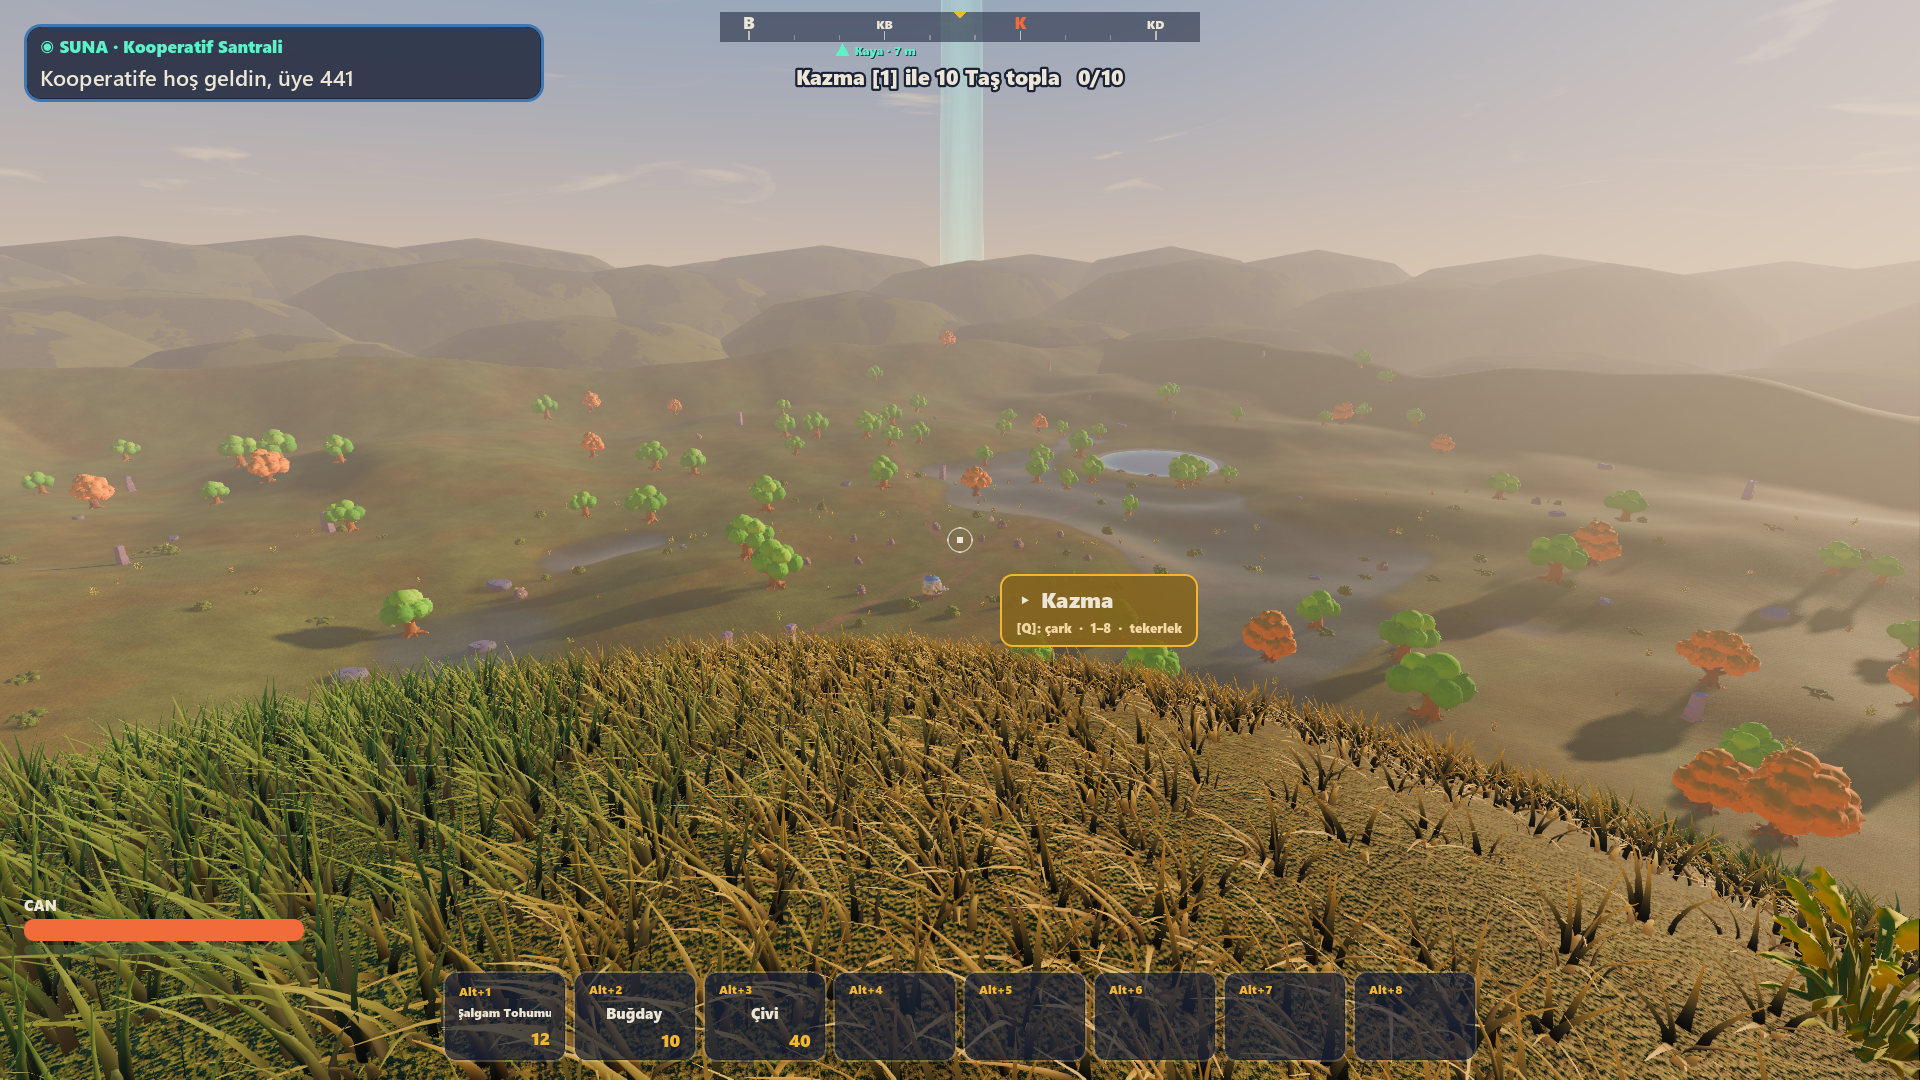 ◉ SUNA · Kooperatif Santrali
Kooperatife hoş geldin, üye 441
B KB K KD
Kaya · 7 m
Kazma [1] ile 10 Taş topla 0/10
Kazma
[Q]: çark · 1–8 · tekerlek
CAN
Alt+1 Alt+2 Alt+3 Alt+4 Alt+5 Alt+6 Alt+7 Alt+8
Şalgam Tohumu Buğday Çivi
12 10 40